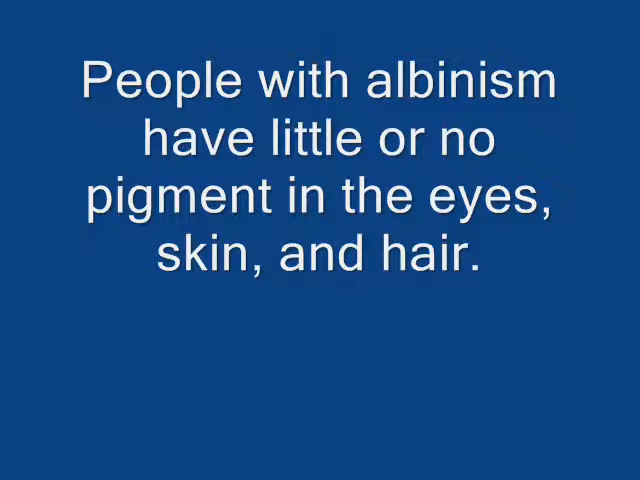 People with albinism
have little or no
pigment in the eyes,
skin, and hair.